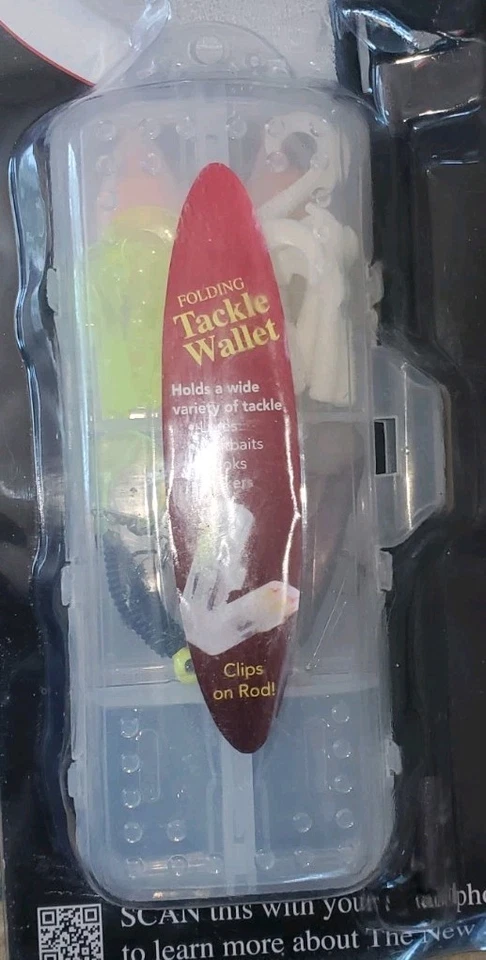 FOLDING
Tackle
Wallet
Holds a wide
variety of tackle
Clips
on Rod!
SCAN this with your
to learn more about The New